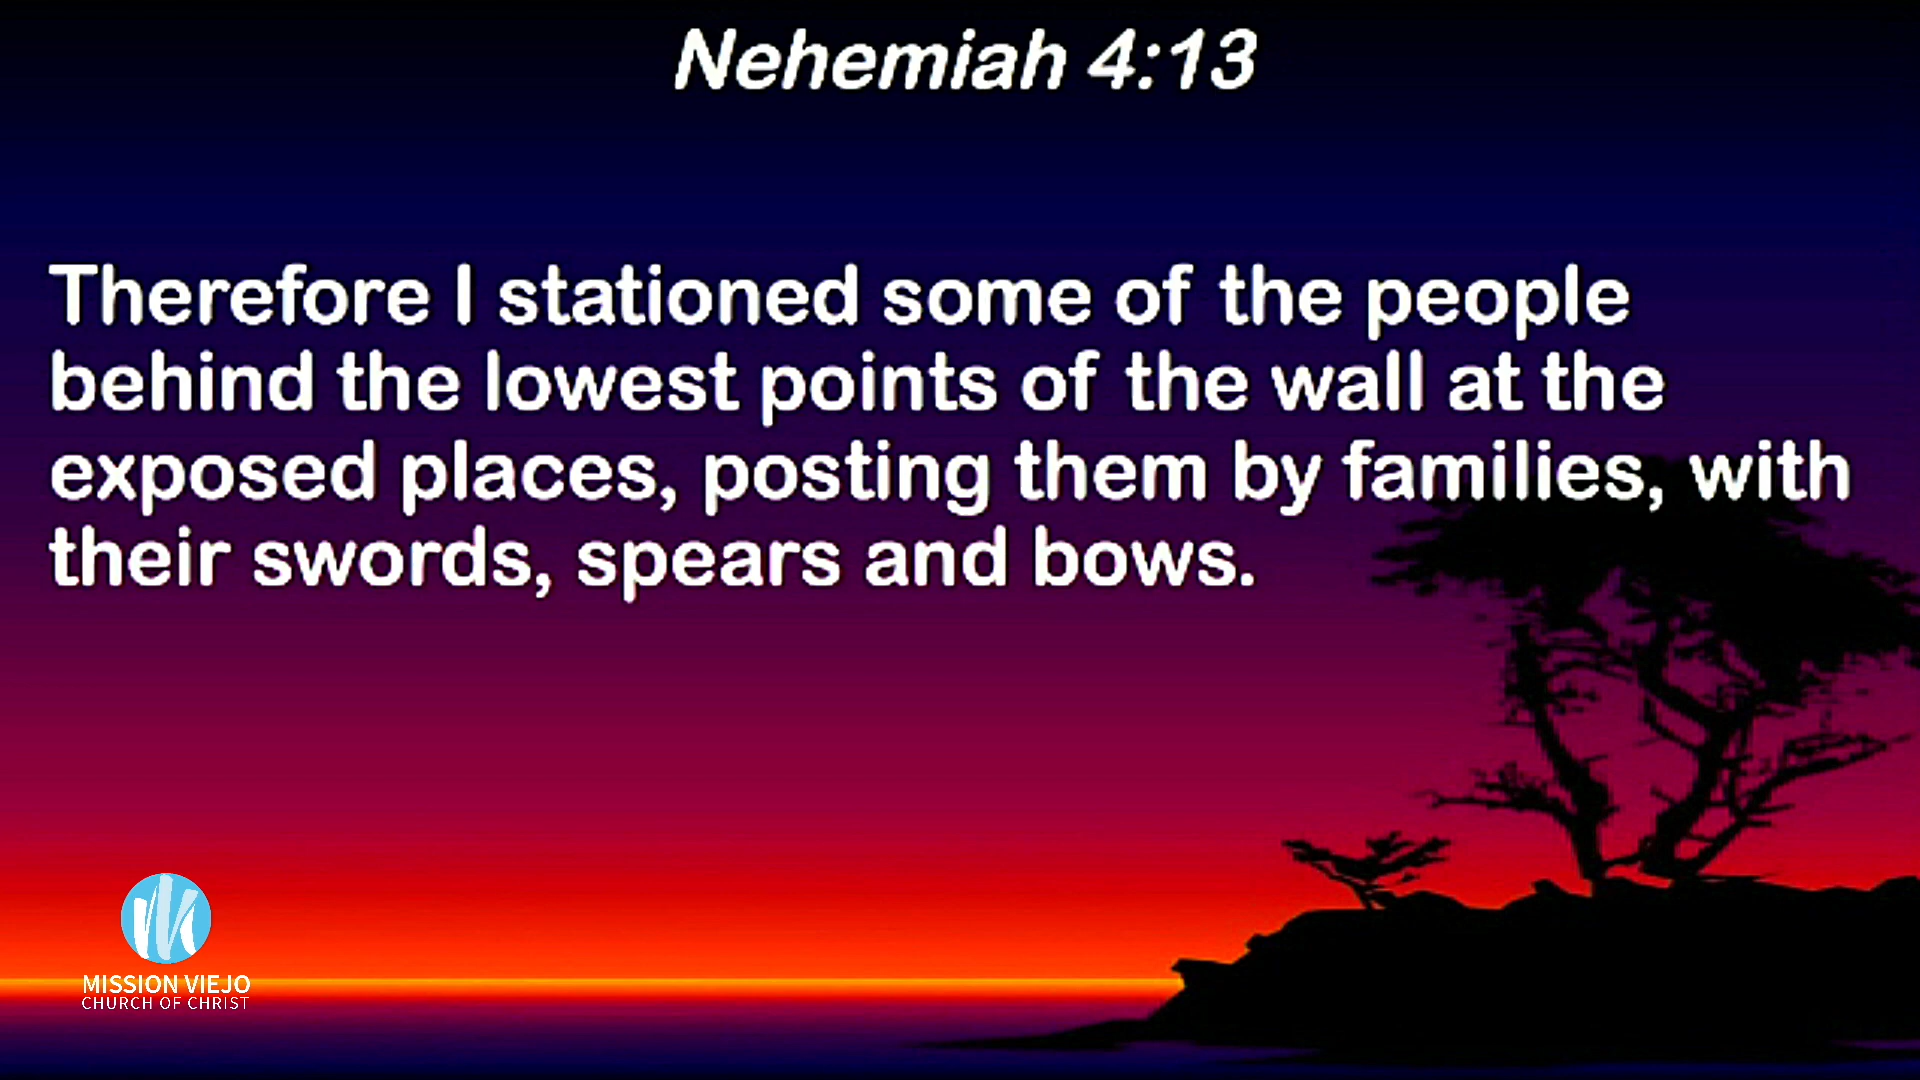 Nehemiah 4:13
Therefore I stationed some of the people
behind the lowest points of the wall at the
exposed places, posting them by families, with
their swords, spears and bows.
MISSION VIEJO
CHURCH OF CHRIST